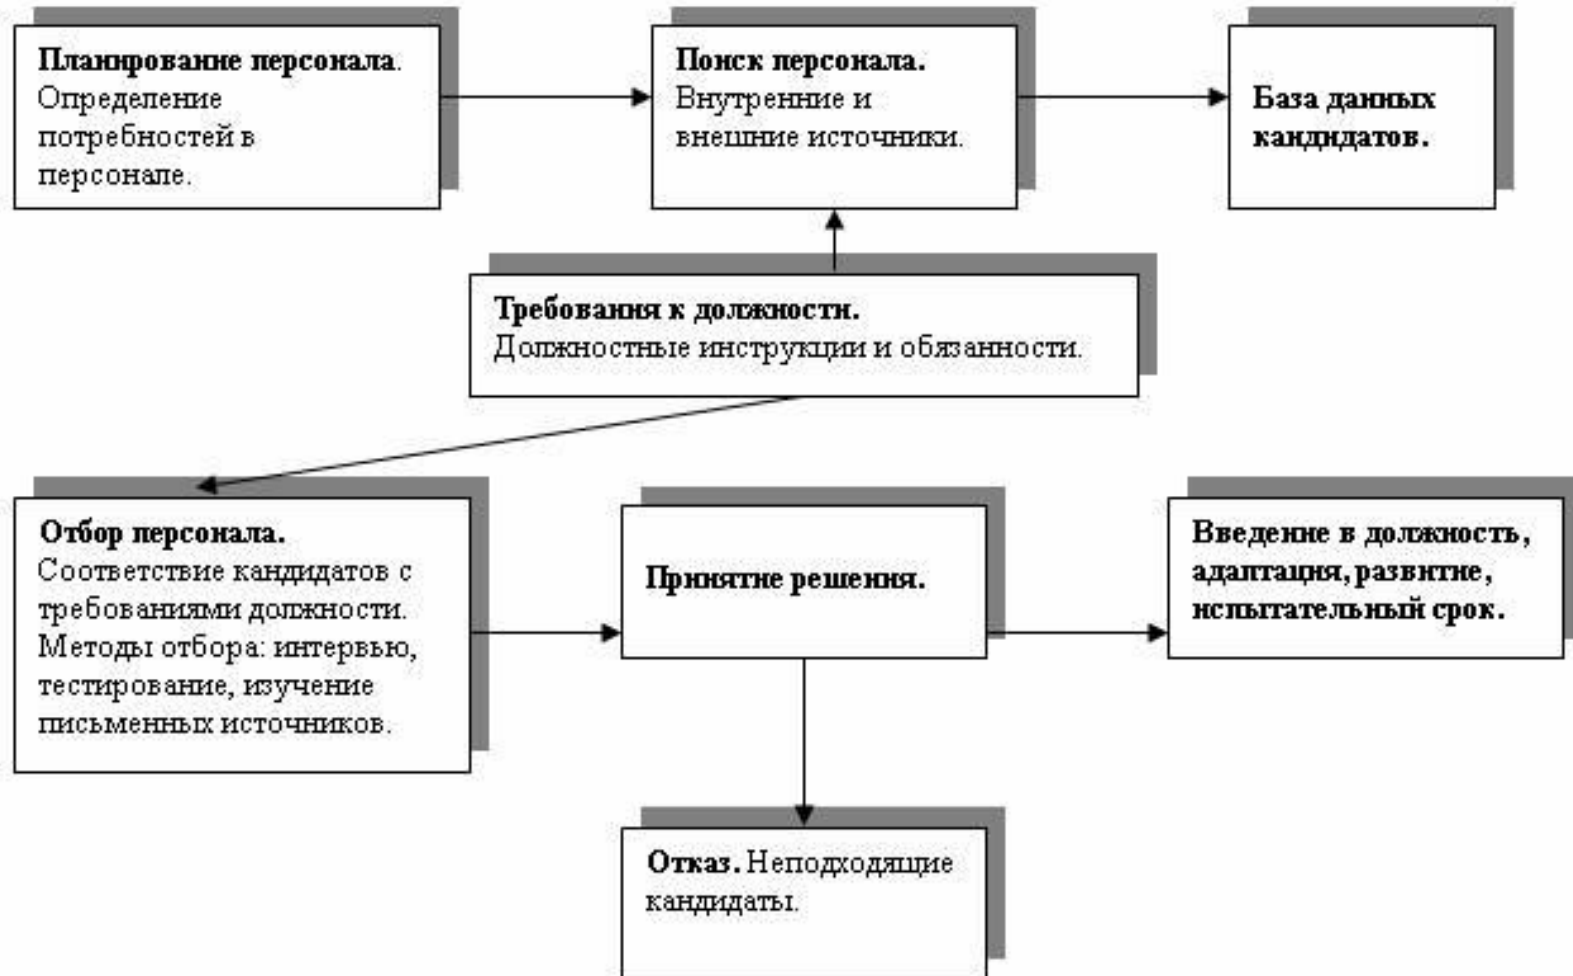 Планирование персонала.
Определение
потребностей в
персонале.
Поиск персонала.
Внутренние и
внешние источники.
База данных
кандидатов.
Требования к должности.
Должностные инструкции и обязанности.
Отбор персонала.
Соответствие кандидатов с
требованиями должности.
Методы отбора: интервью,
тестирование, изучение
письменных источников.
Принятие решения.
Введение в должность,
адаптация, развитие,
испытательный срок.
Отказ. Неподходящие
кандидаты.